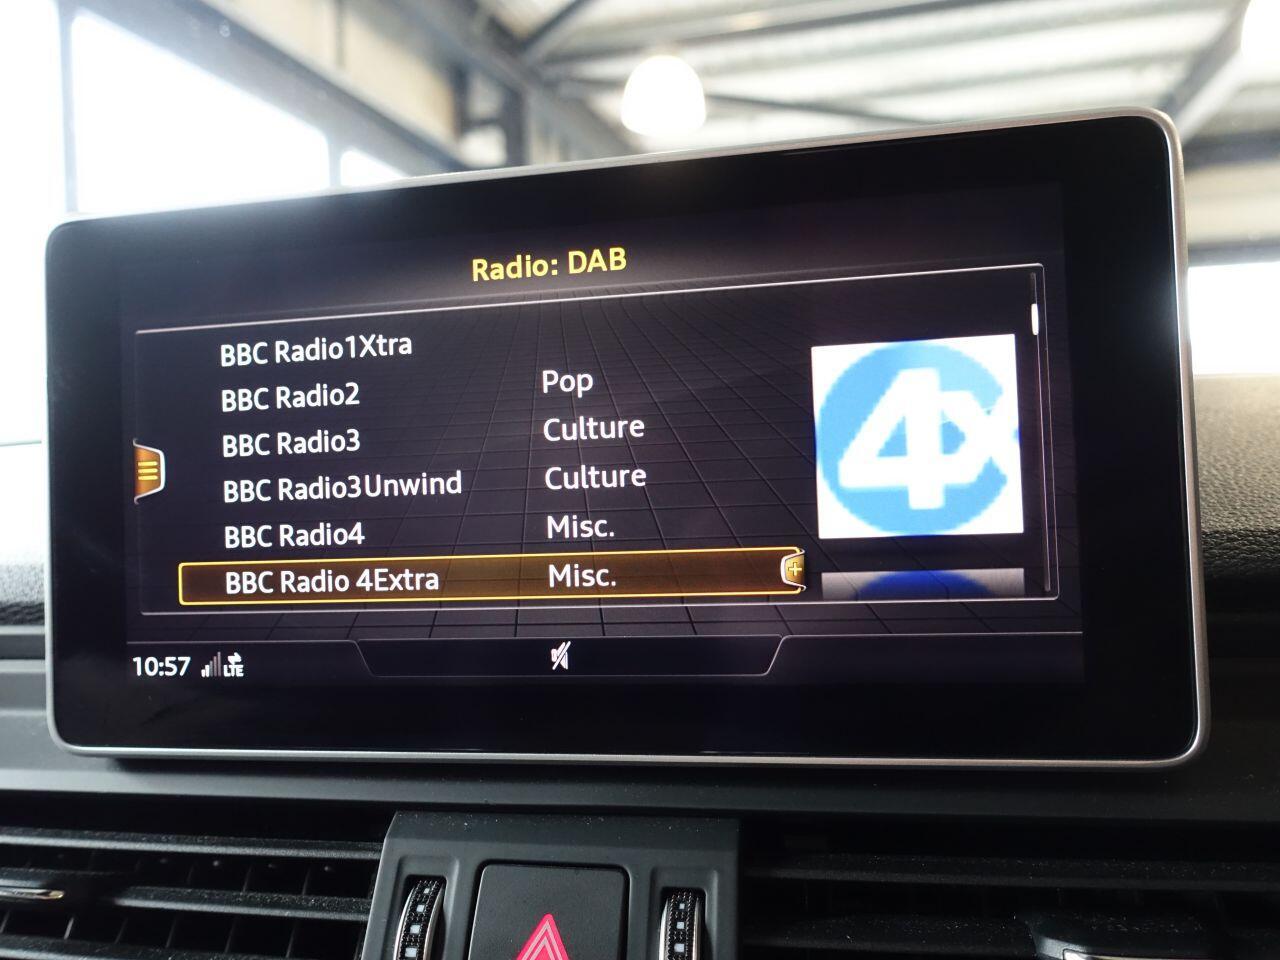 Radio: DAB
BBC Radio1Xtra
BBC Radio2 Pop
BBC Radio3 Culture
BBC Radio3Unwind Culture
BBC Radio4 Misc.
BBC Radio 4Extra Misc.
4X
10:57 LTE